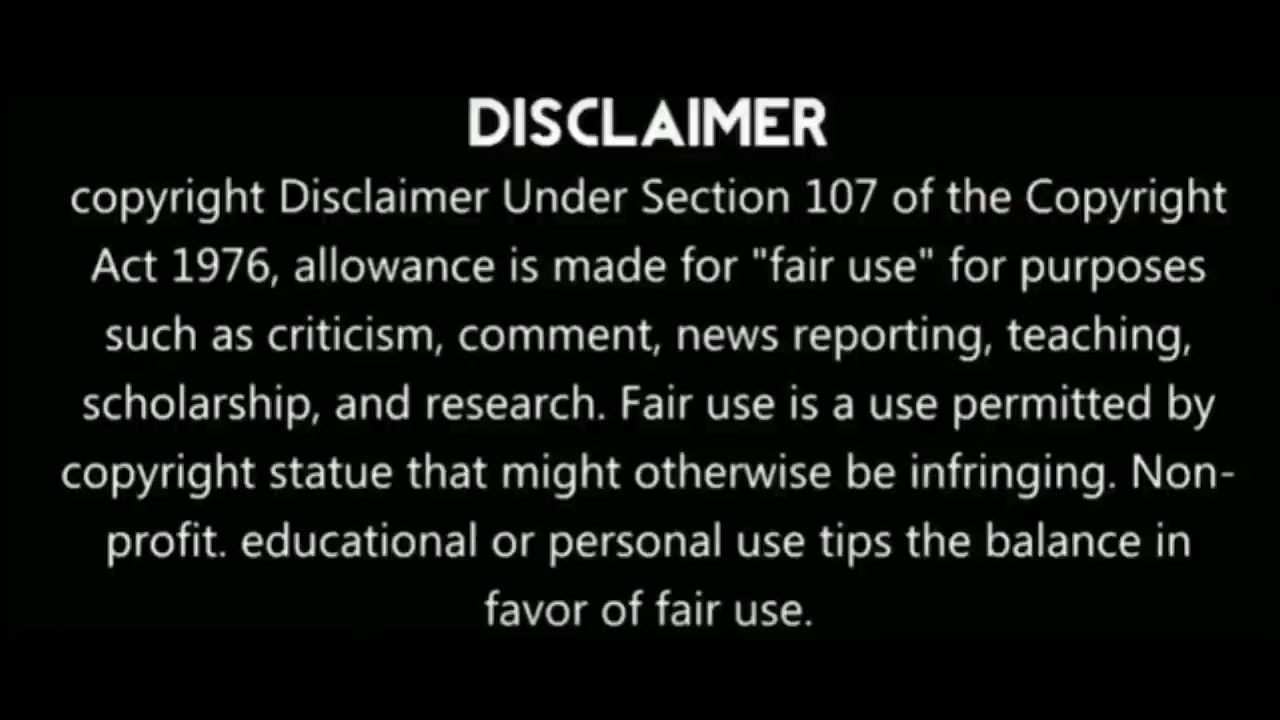 DISCLAIMER
copyright Disclaimer Under Section 107 of the Copyright
Act 1976, allowance is made for "fair use" for purposes
such as criticism, comment, news reporting, teaching,
scholarship, and research. Fair use is a use permitted by
copyright statue that might otherwise be infringing. Non-
profit. educational or personal use tips the balance in
favor of fair use.